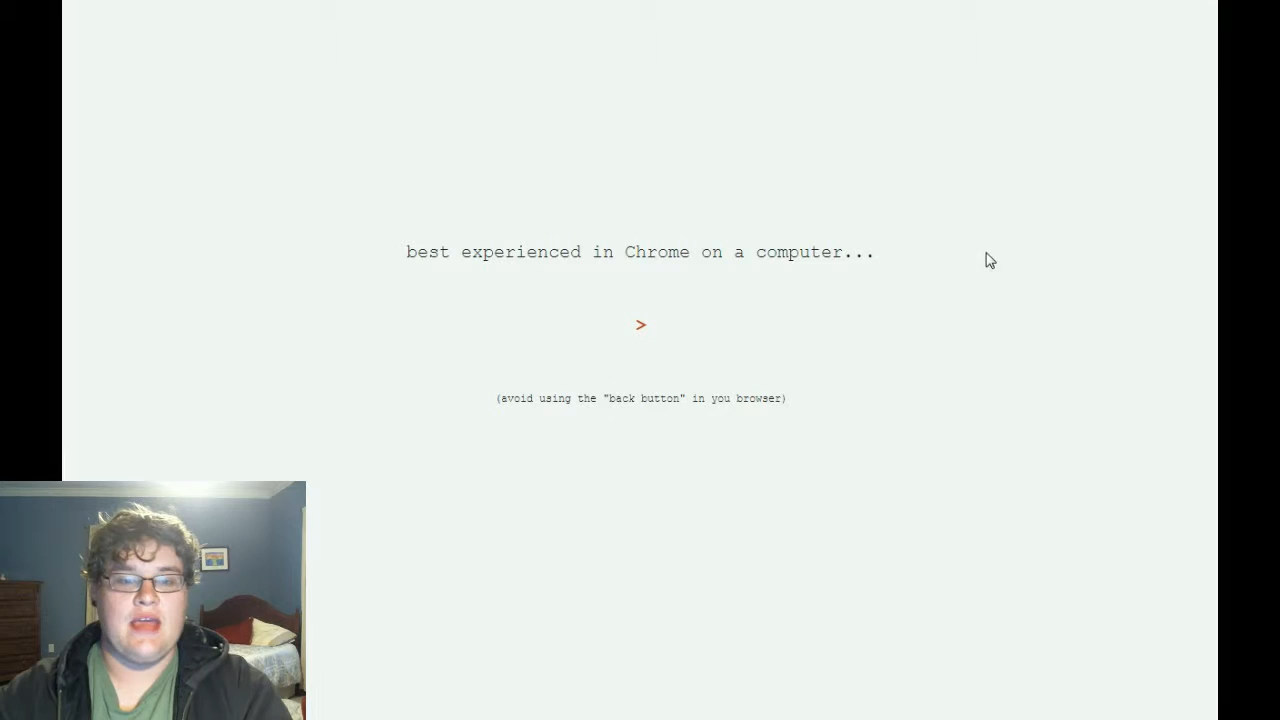 best experienced in Chrome on a computer...
>
(avoid using the "back button" in you browser)